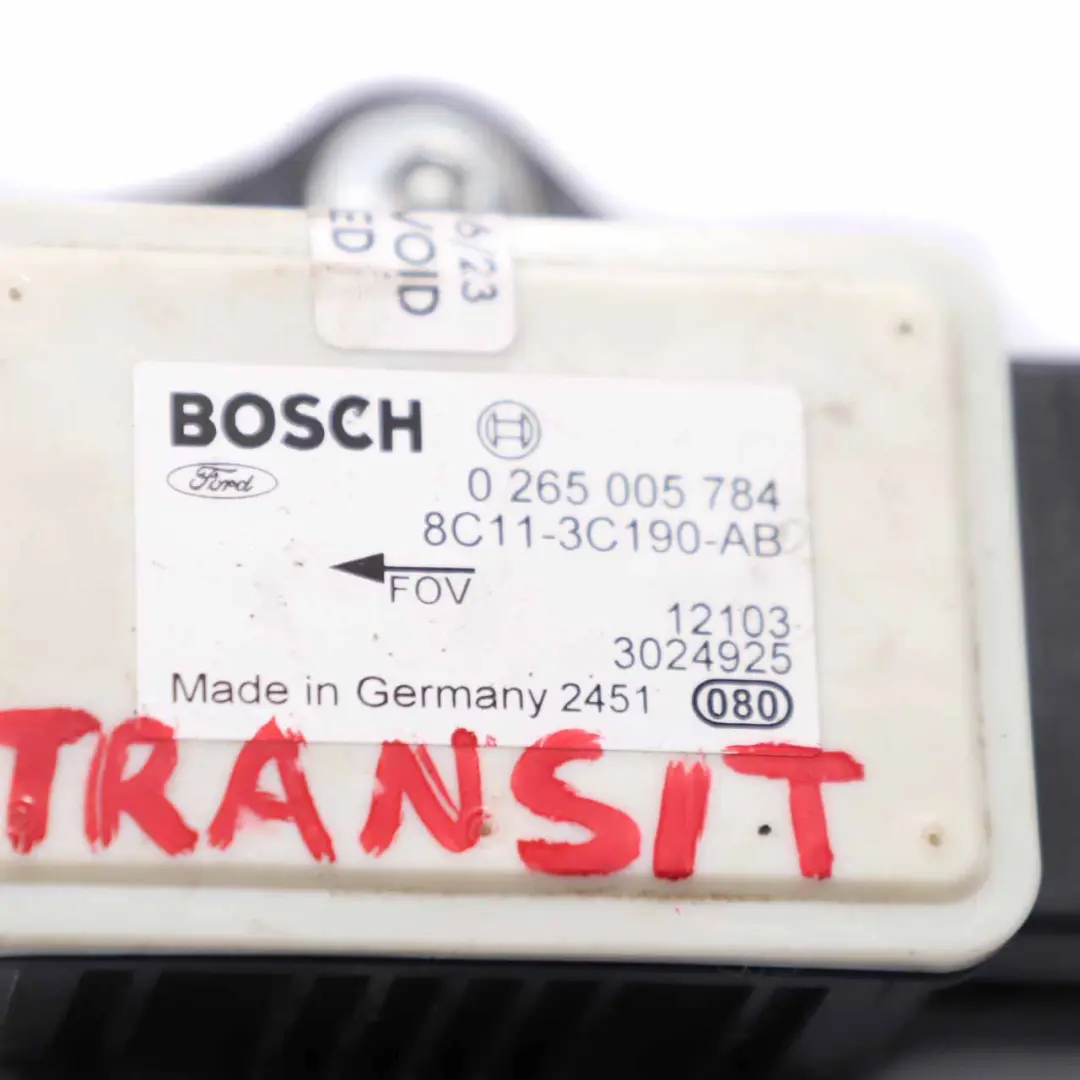 6/23
VOID
ED
BOSCH
Ford
0 265 005 784
8C11-3C190-AB
FOV
12103
3024925
Made in Germany 2451 080
TRANSIT